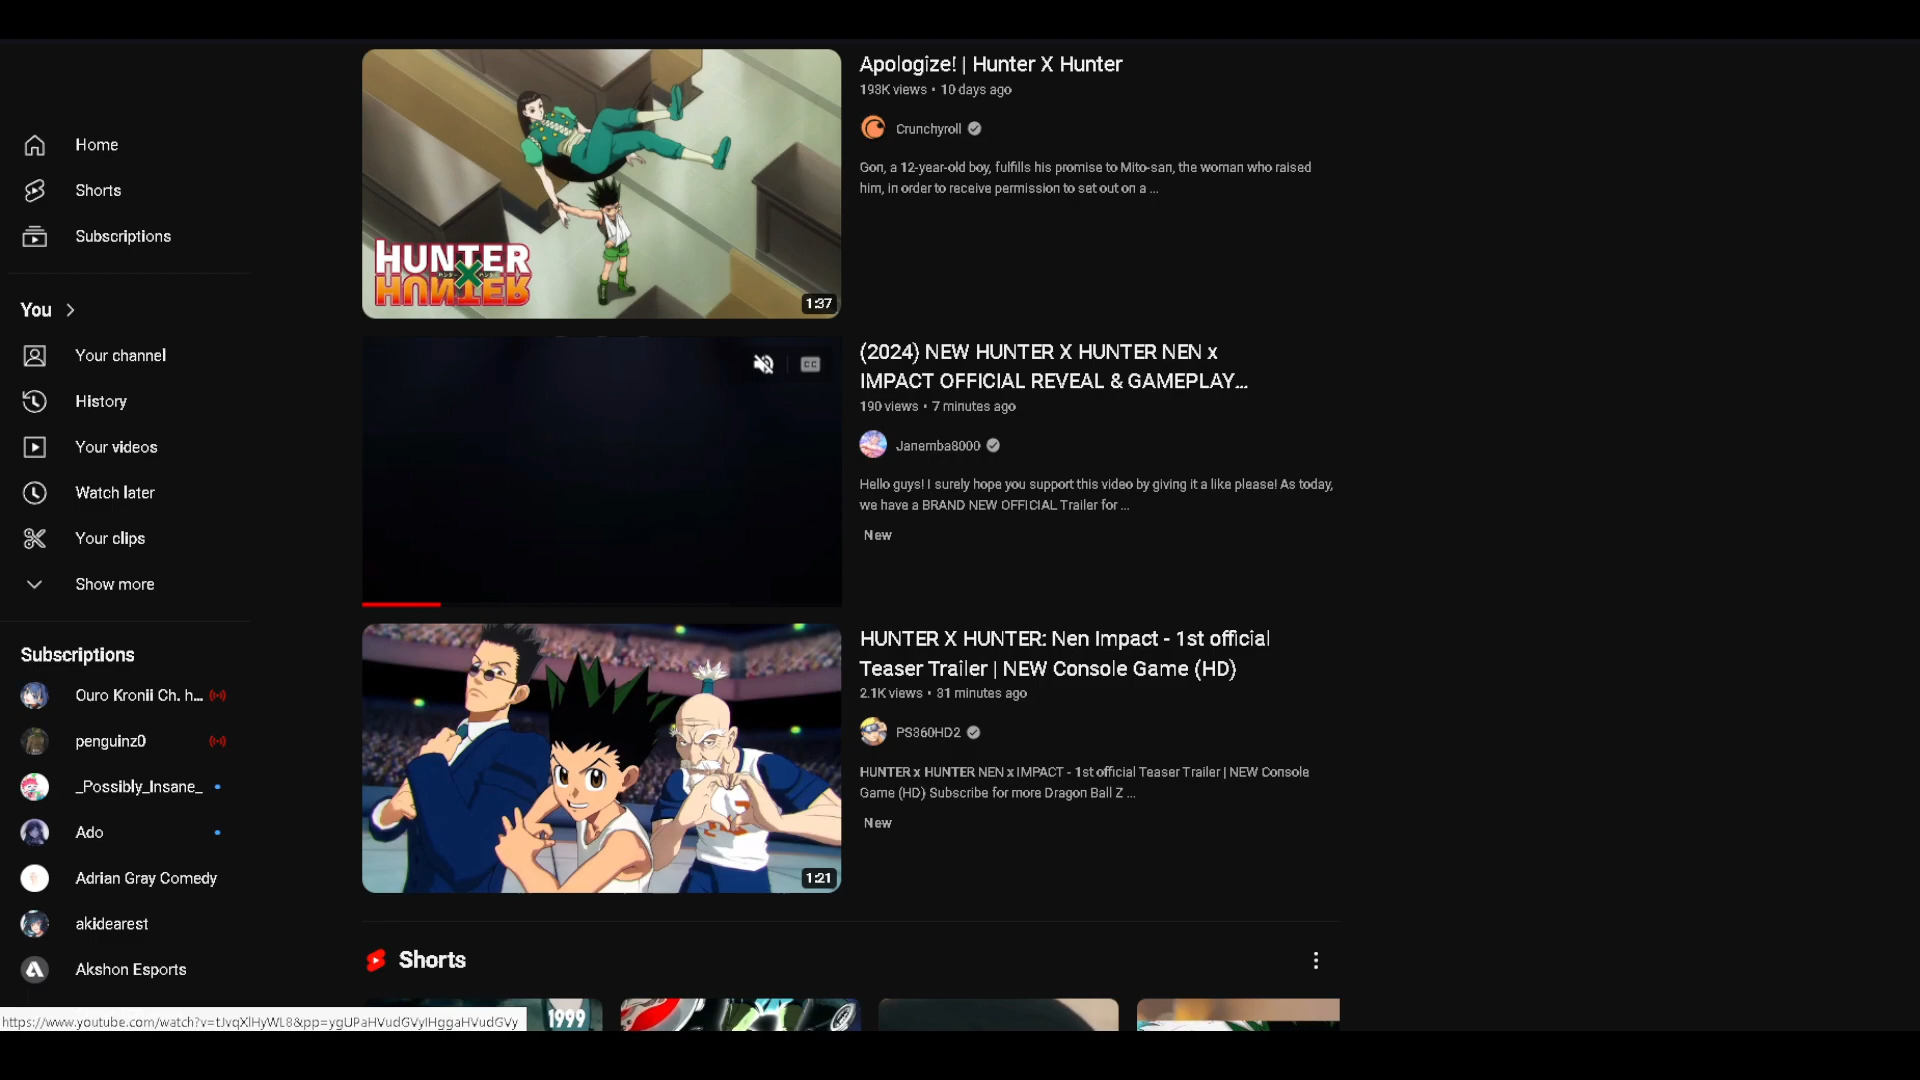 Home
Shorts
Subscriptions
You
Your channel
History
Your videos
Watch later
Your clips
Show more
Subscriptions
Ouro Kronii Ch. h...
penguinz0
_Possibly_Insane_
Ado
Adrian Gray Comedy
akidearest
Akshon Esports
HUNTER
HUNTER
1:37
Apologize! | Hunter X Hunter
193K views • 10 days ago
Crunchyroll
Gon, a 12-year-old boy, fulfills his promise to Mito-san, the woman who raised
him, in order to receive permission to set out on a ...
CC
(2024) NEW HUNTER X HUNTER NEN x
IMPACT OFFICIAL REVEAL & GAMEPLAY...
190 views • 7 minutes ago
Janemba8000
Hello guys! I surely hope you support this video by giving it a like please! As today,
we have a BRAND NEW OFFICIAL Trailer for ...
New
1:21
HUNTER X HUNTER: Nen Impact - 1st official
Teaser Trailer | NEW Console Game (HD)
2.1K views • 31 minutes ago
PS360HD2
HUNTER x HUNTER NEN x IMPACT - 1st official Teaser Trailer | NEW Console
Game (HD) Subscribe for more Dragon Ball Z ...
New
Shorts
1999
https://www.youtube.com/watch?v=tJvqXlHyWL8&pp=ygUPaHVudGVyIHggaHVudGVy